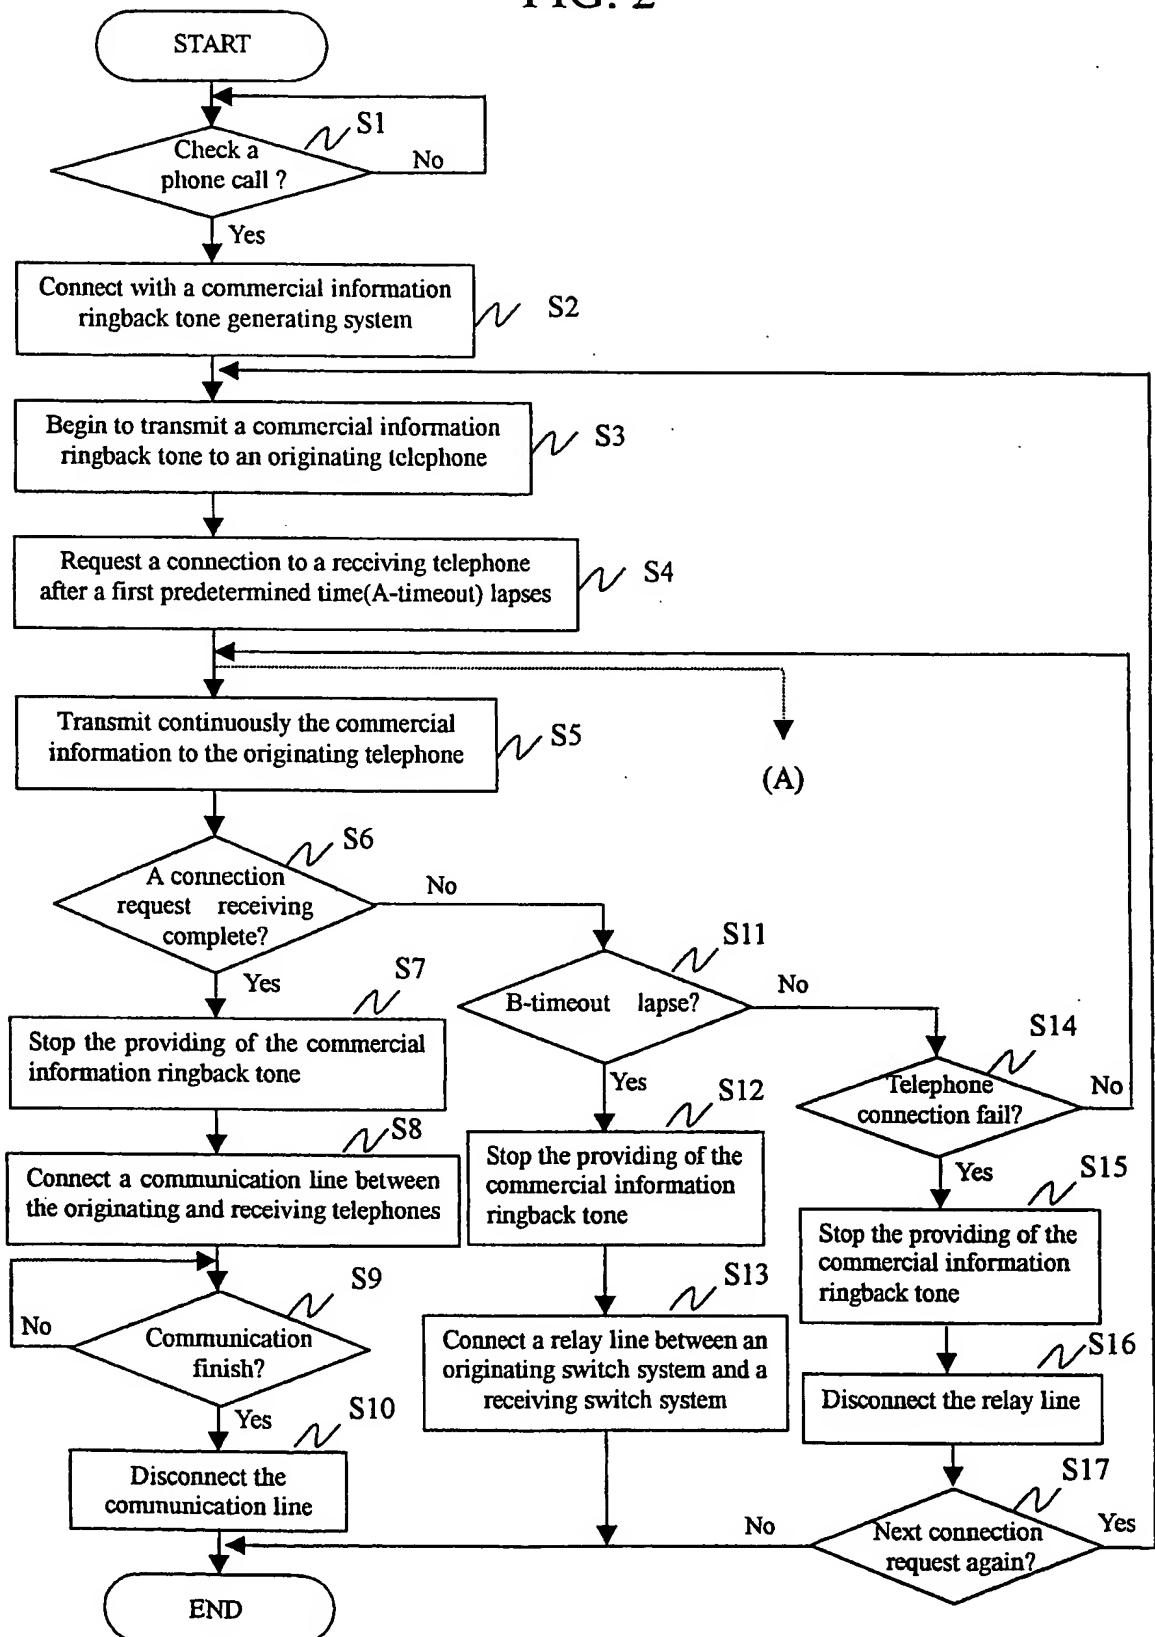 FIG. 2
START
S1
Check a
phone call ?
No
Yes
Connect with a commercial information
ringback tone generating system
S2
Begin to transmit a commercial information
ringback tone to an originating telephone
S3
Request a connection to a receiving telephone
after a first predetermined time(A-timeout) lapses
S4
Transmit continuously the commercial
information to the originating telephone
S5
(A)
S6
A connection
request receiving
complete?
No
Yes
S7
Stop the providing of the commercial
information ringback tone
S8
Connect a communication line between
the originating and receiving telephones
S9
Communication
finish?
No
Yes
S10
Disconnect the
communication line
END
S11
B-timeout lapse?
No
Yes
S12
Stop the providing of the
commercial information
ringback tone
S13
Connect a relay line between an
originating switch system and a
receiving switch system
S14
Telephone
connection fail?
No
Yes
S15
Stop the providing of the
commercial information
ringback tone
S16
Disconnect the relay line
S17
Next connection
request again?
No
Yes